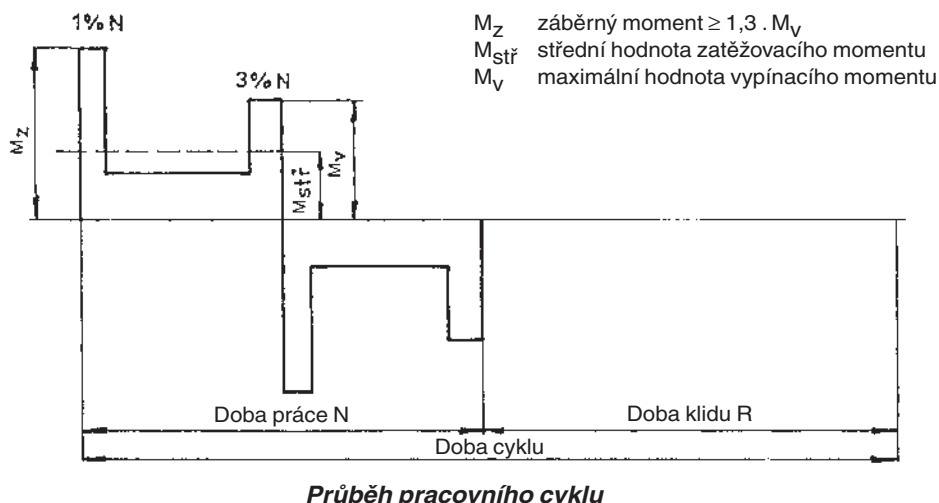 1% N
M_Z záběrný moment ≥ 1,3 . M_V
M_stř střední hodnota zatěžovacího momentu
M_V maximální hodnota vypínacího momentu
3% N
M_Z
M_stř
M_V
Doba práce N
Doba klidu R
Doba cyklu
Průběh pracovního cyklu